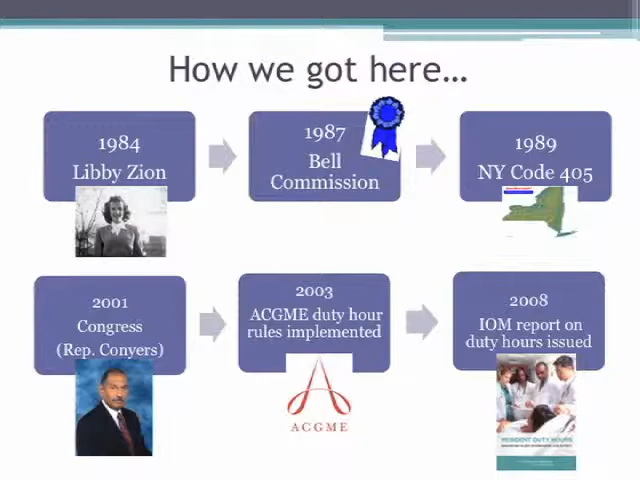 How we got here...
1984
Libby Zion
1987
Bell
Commission
1989
NY Code 405
2001
Congress
(Rep. Conyers)
2003
ACGME duty hour
rules implemented
ACGME
2008
IOM report on
duty hours issued
RESIDENT DUTY HOURS